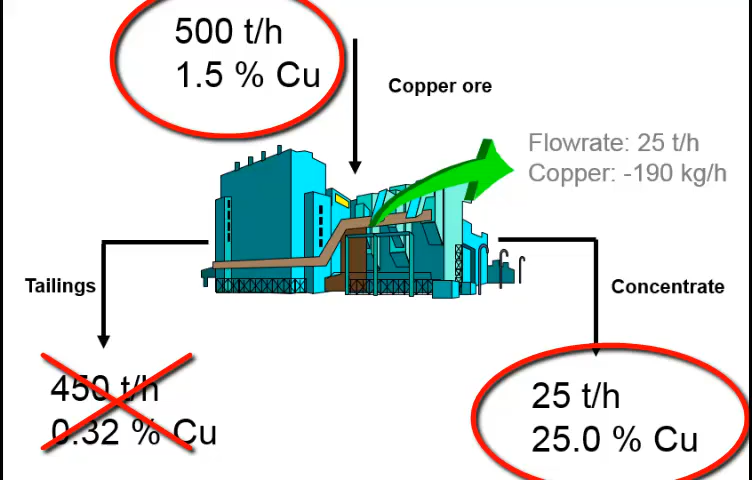 500 t/h
1.5 % Cu
Copper ore
Flowrate: 25 t/h
Copper: -190 kg/h
Tailings
Concentrate
450 t/h
0.32 % Cu
25 t/h
25.0 % Cu